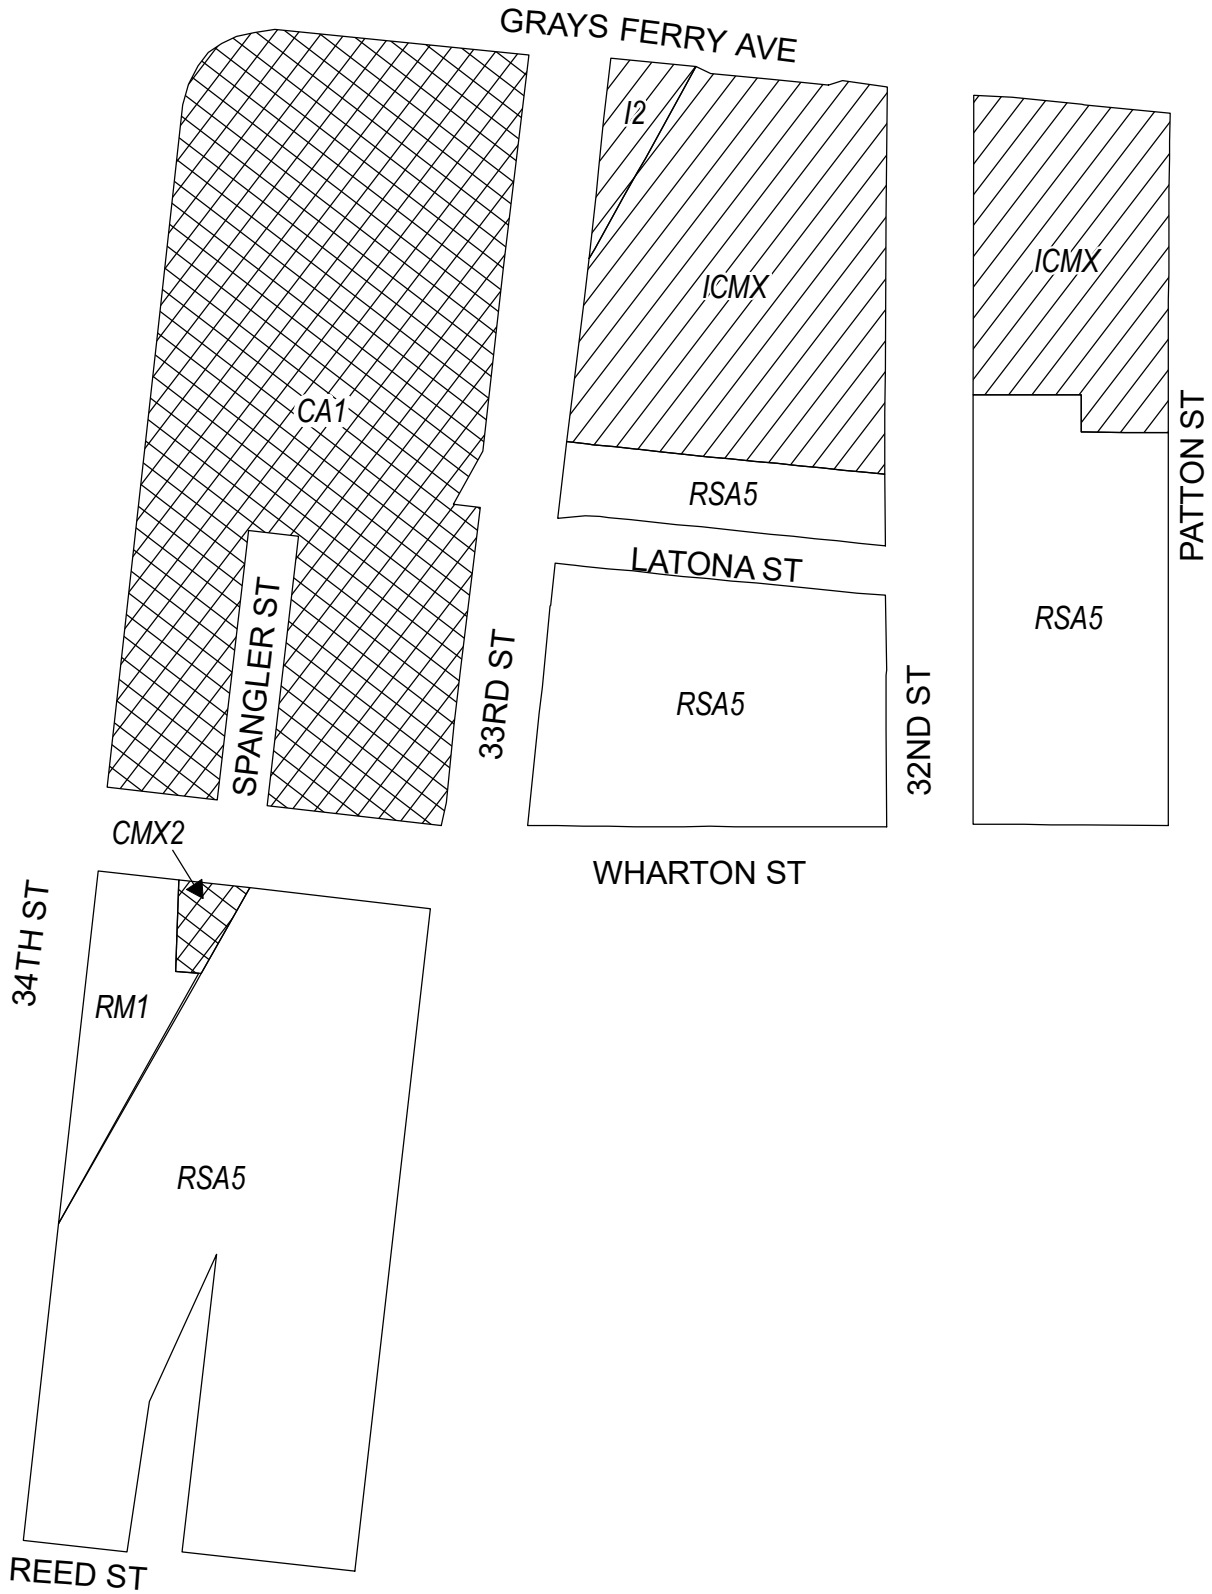 GRAYS FERRY AVE
I2
ICMX
ICMX
CA1
PATTON ST
RSA5
LATONA ST
SPANGLER ST
33RD ST
RSA5
RSA5
32ND ST
CMX2
WHARTON ST
34TH ST
RM1
RSA5
REED ST